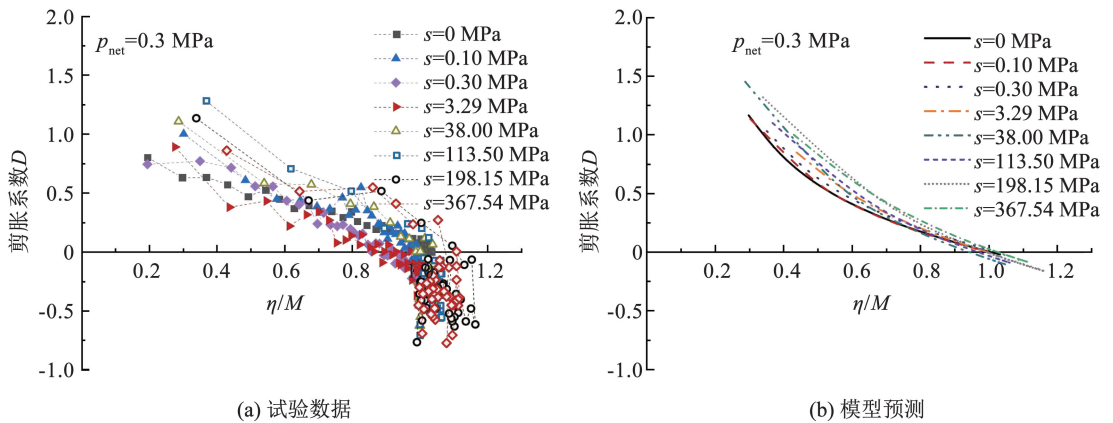 2.0
1.5
1.0
0.5
0
-0.5
-1.0
0.2
0.4
0.6
0.8
1.0
1.2
剪胀系数D
η/M
p_net=0.3 MPa
s=0 MPa
s=0.10 MPa
s=0.30 MPa
s=3.29 MPa
s=38.00 MPa
s=113.50 MPa
s=198.15 MPa
s=367.54 MPa
(a) 试验数据
2.0
1.5
1.0
0.5
0
-0.5
-1.0
0.2
0.4
0.6
0.8
1.0
1.2
剪胀系数D
η/M
p_net=0.3 MPa
s=0 MPa
s=0.10 MPa
s=0.30 MPa
s=3.29 MPa
s=38.00 MPa
s=113.50 MPa
s=198.15 MPa
s=367.54 MPa
(b) 模型预测